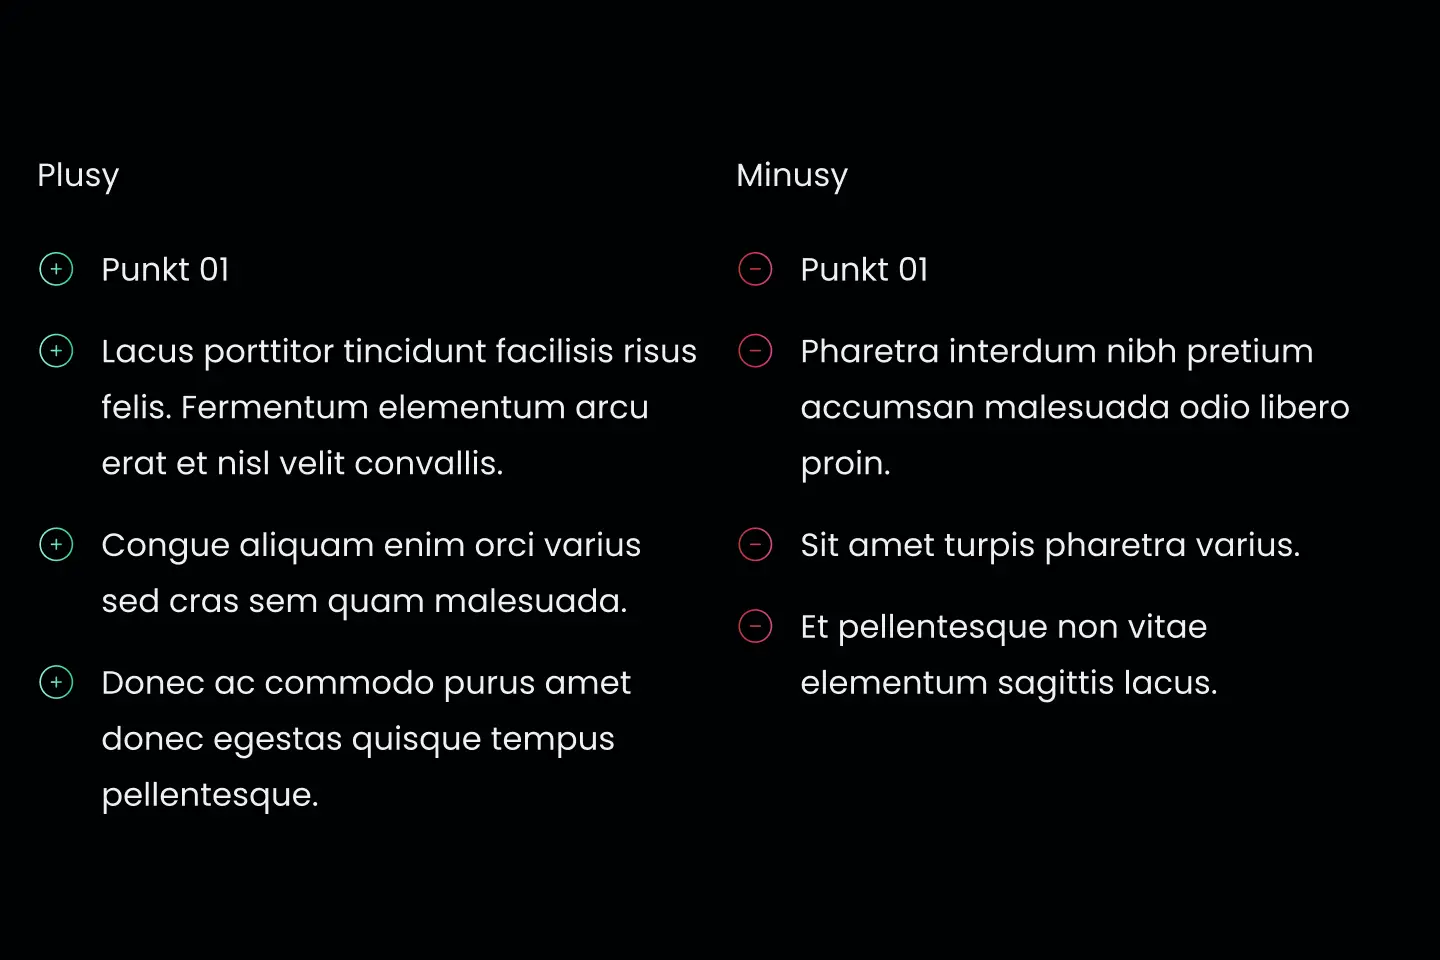 Plusy
Punkt 01
Lacus porttitor tincidunt facilisis risus
felis. Fermentum elementum arcu
erat et nisl velit convallis.
Congue aliquam enim orci varius
sed cras sem quam malesuada.
Donec ac commodo purus amet
donec egestas quisque tempus
pellentesque.
Minusy
Punkt 01
Pharetra interdum nibh pretium
accumsan malesuada odio libero
proin.
Sit amet turpis pharetra varius.
Et pellentesque non vitae
elementum sagittis lacus.